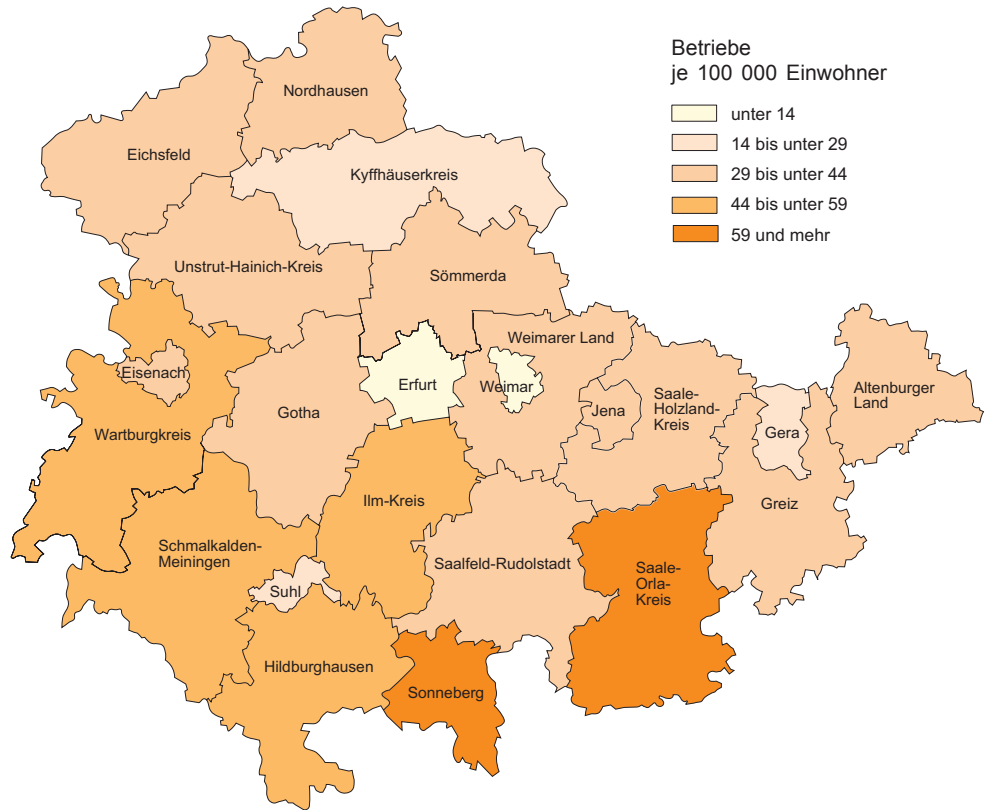 Betriebe
je 100 000 Einwohner
unter 14
14 bis unter 29
29 bis unter 44
44 bis unter 59
59 und mehr
Nordhausen
Eichsfeld
Kyffhäuserkreis
Unstrut-Hainich-Kreis
Sömmerda
Weimarer Land
Eisenach
Erfurt
Weimar
Altenburger
Land
Saale-
Holzland-
Kreis
Gotha
Jena
Wartburgkreis
Gera
Ilm-Kreis
Greiz
Schmalkalden-
Meiningen
Saalfeld-Rudolstadt
Saale-
Orla-
Kreis
Suhl
Hildburghausen
Sonneberg